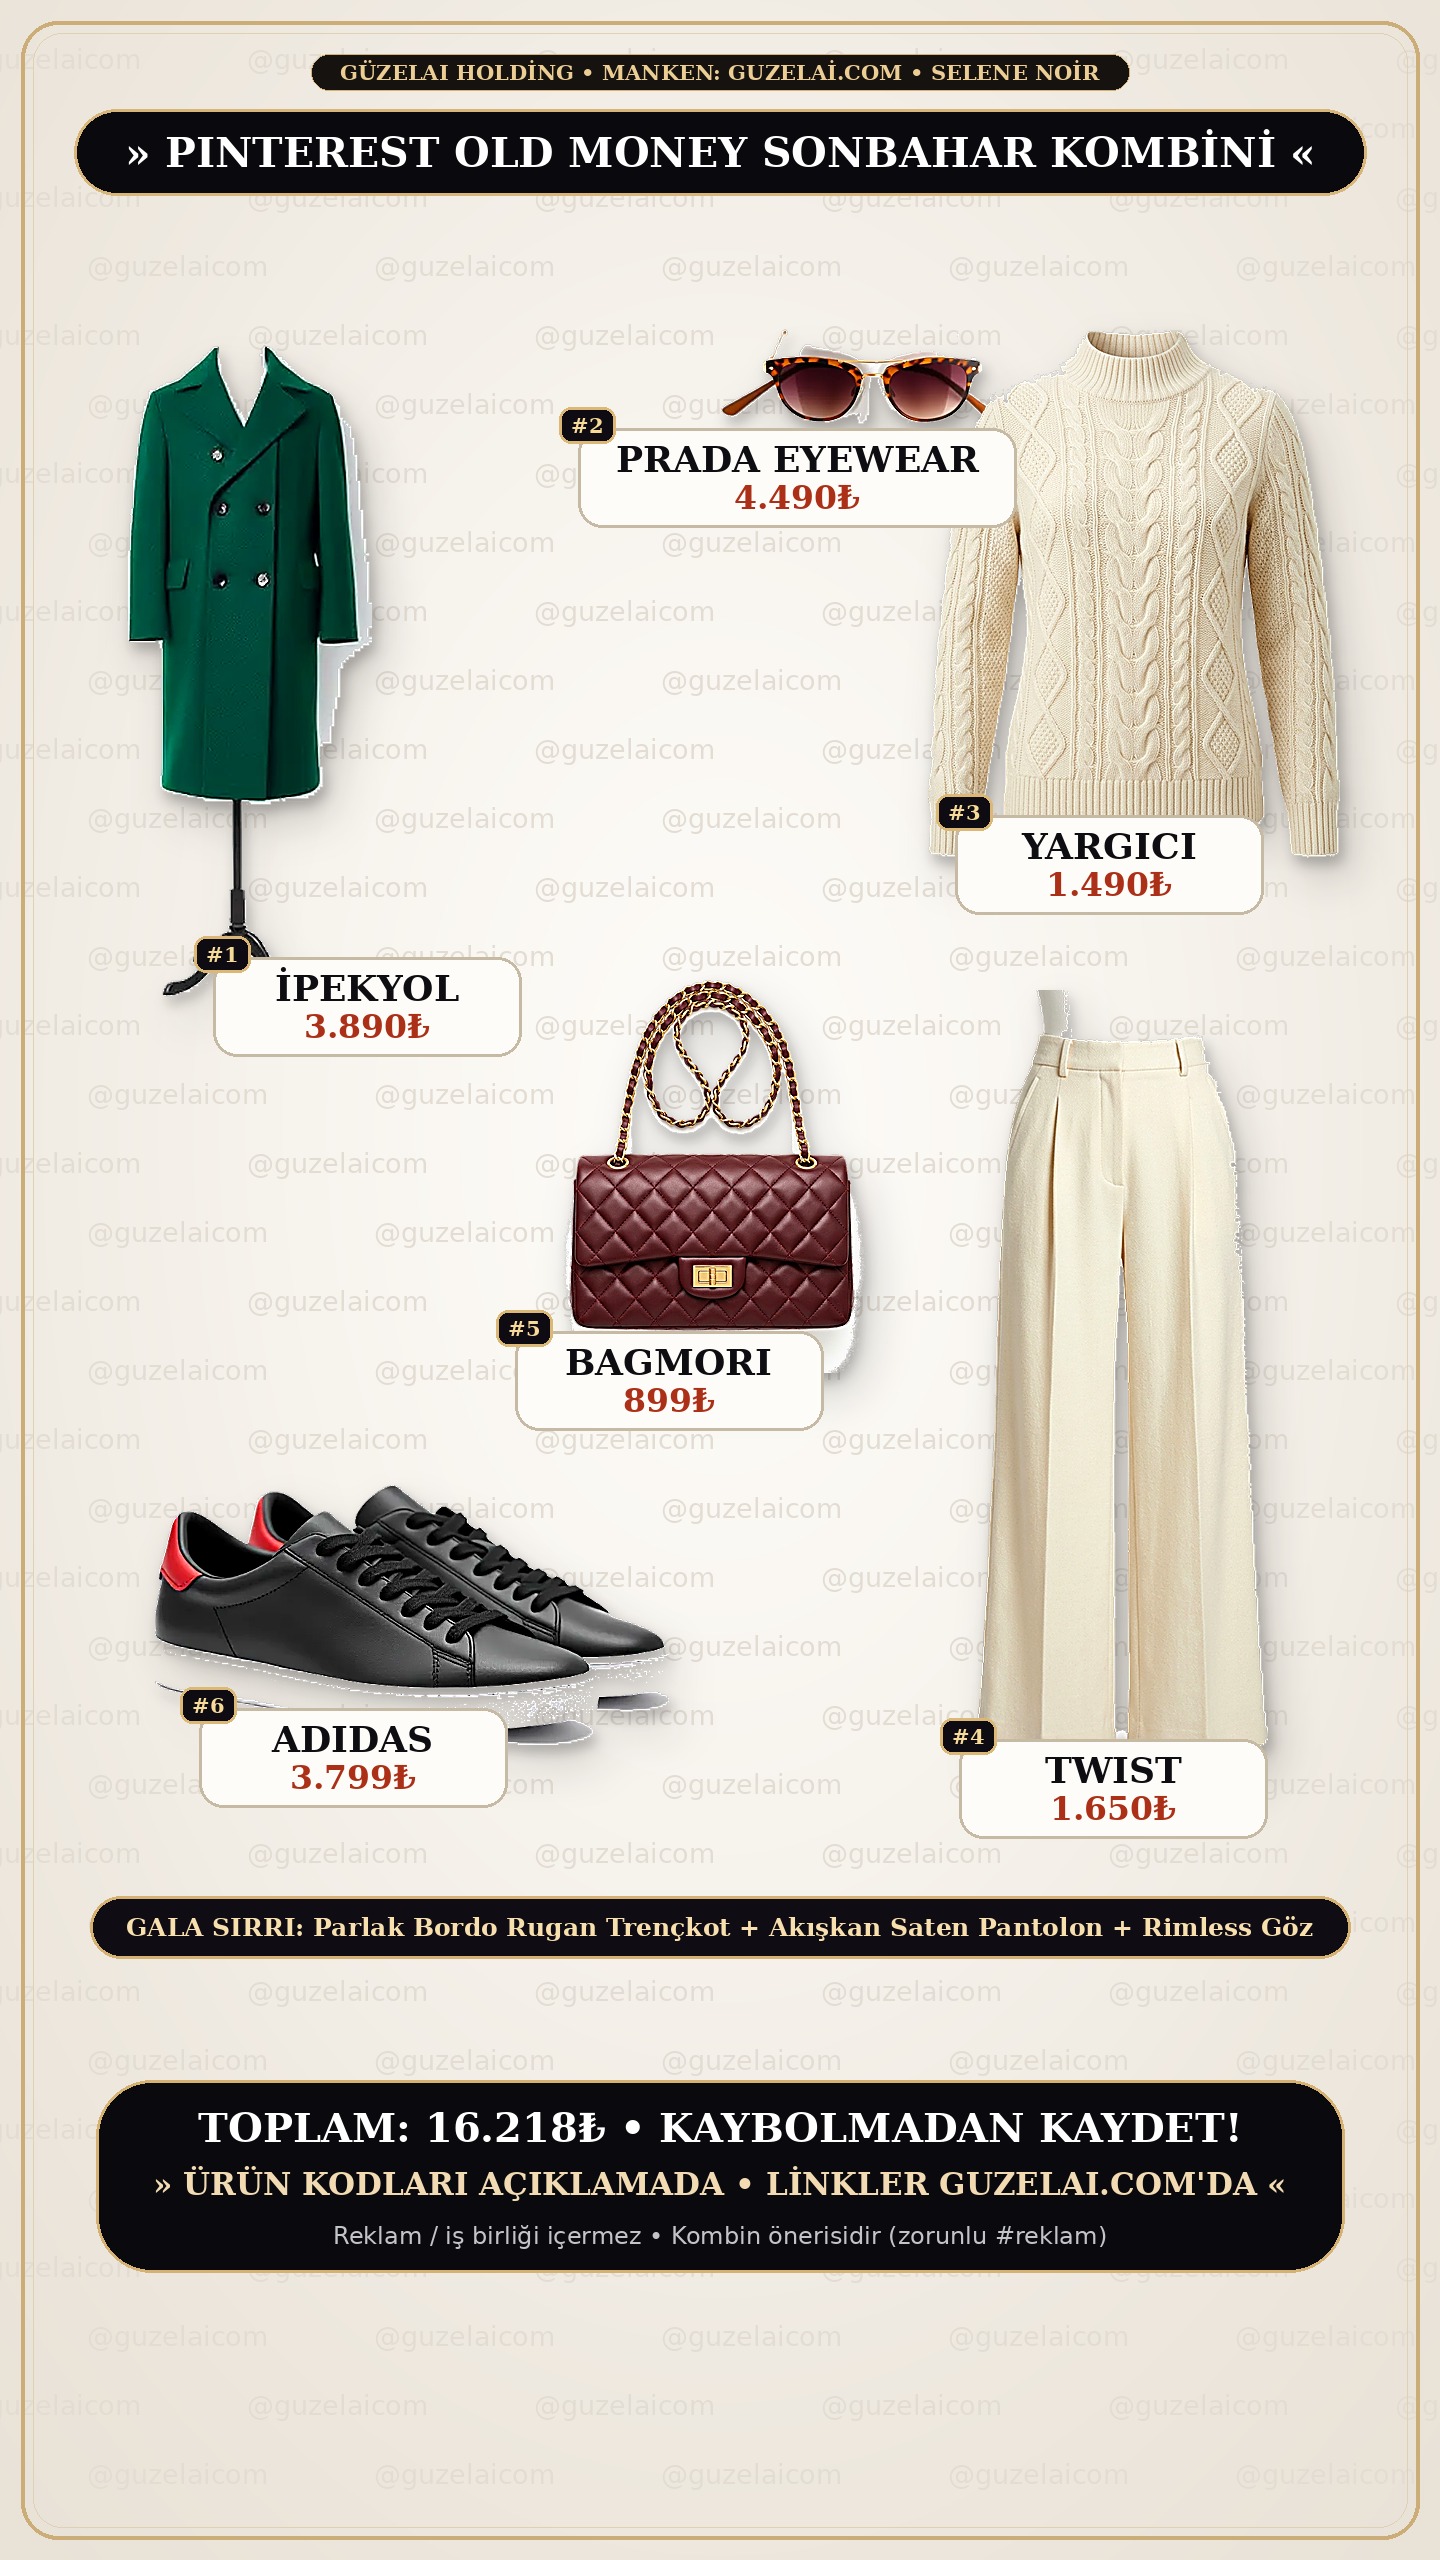 GÜZELAI HOLDİNG • MANKEN: GUZELAİ.COM • SELENE NOİR
» PINTEREST OLD MONEY SONBAHAR KOMBİNİ «
#2
PRADA EYEWEAR
4.490₺
#3
YARGICI
1.490₺
#1
İPEKYOL
3.890₺
#5
BAGMORI
899₺
#6
ADIDAS
3.799₺
#4
TWIST
1.650₺
GALA SIRRI: Parlak Bordo Rugan Trençkot + Akışkan Saten Pantolon + Rimless Göz
TOPLAM: 16.218₺ • KAYBOLMADAN KAYDET!
» ÜRÜN KODLARI AÇIKLAMADA • LİNKLER GUZELAI.COM'DA «
Reklam / iş birliği içermez • Kombin önerisidir (zorunlu #reklam)
@guzelaicom